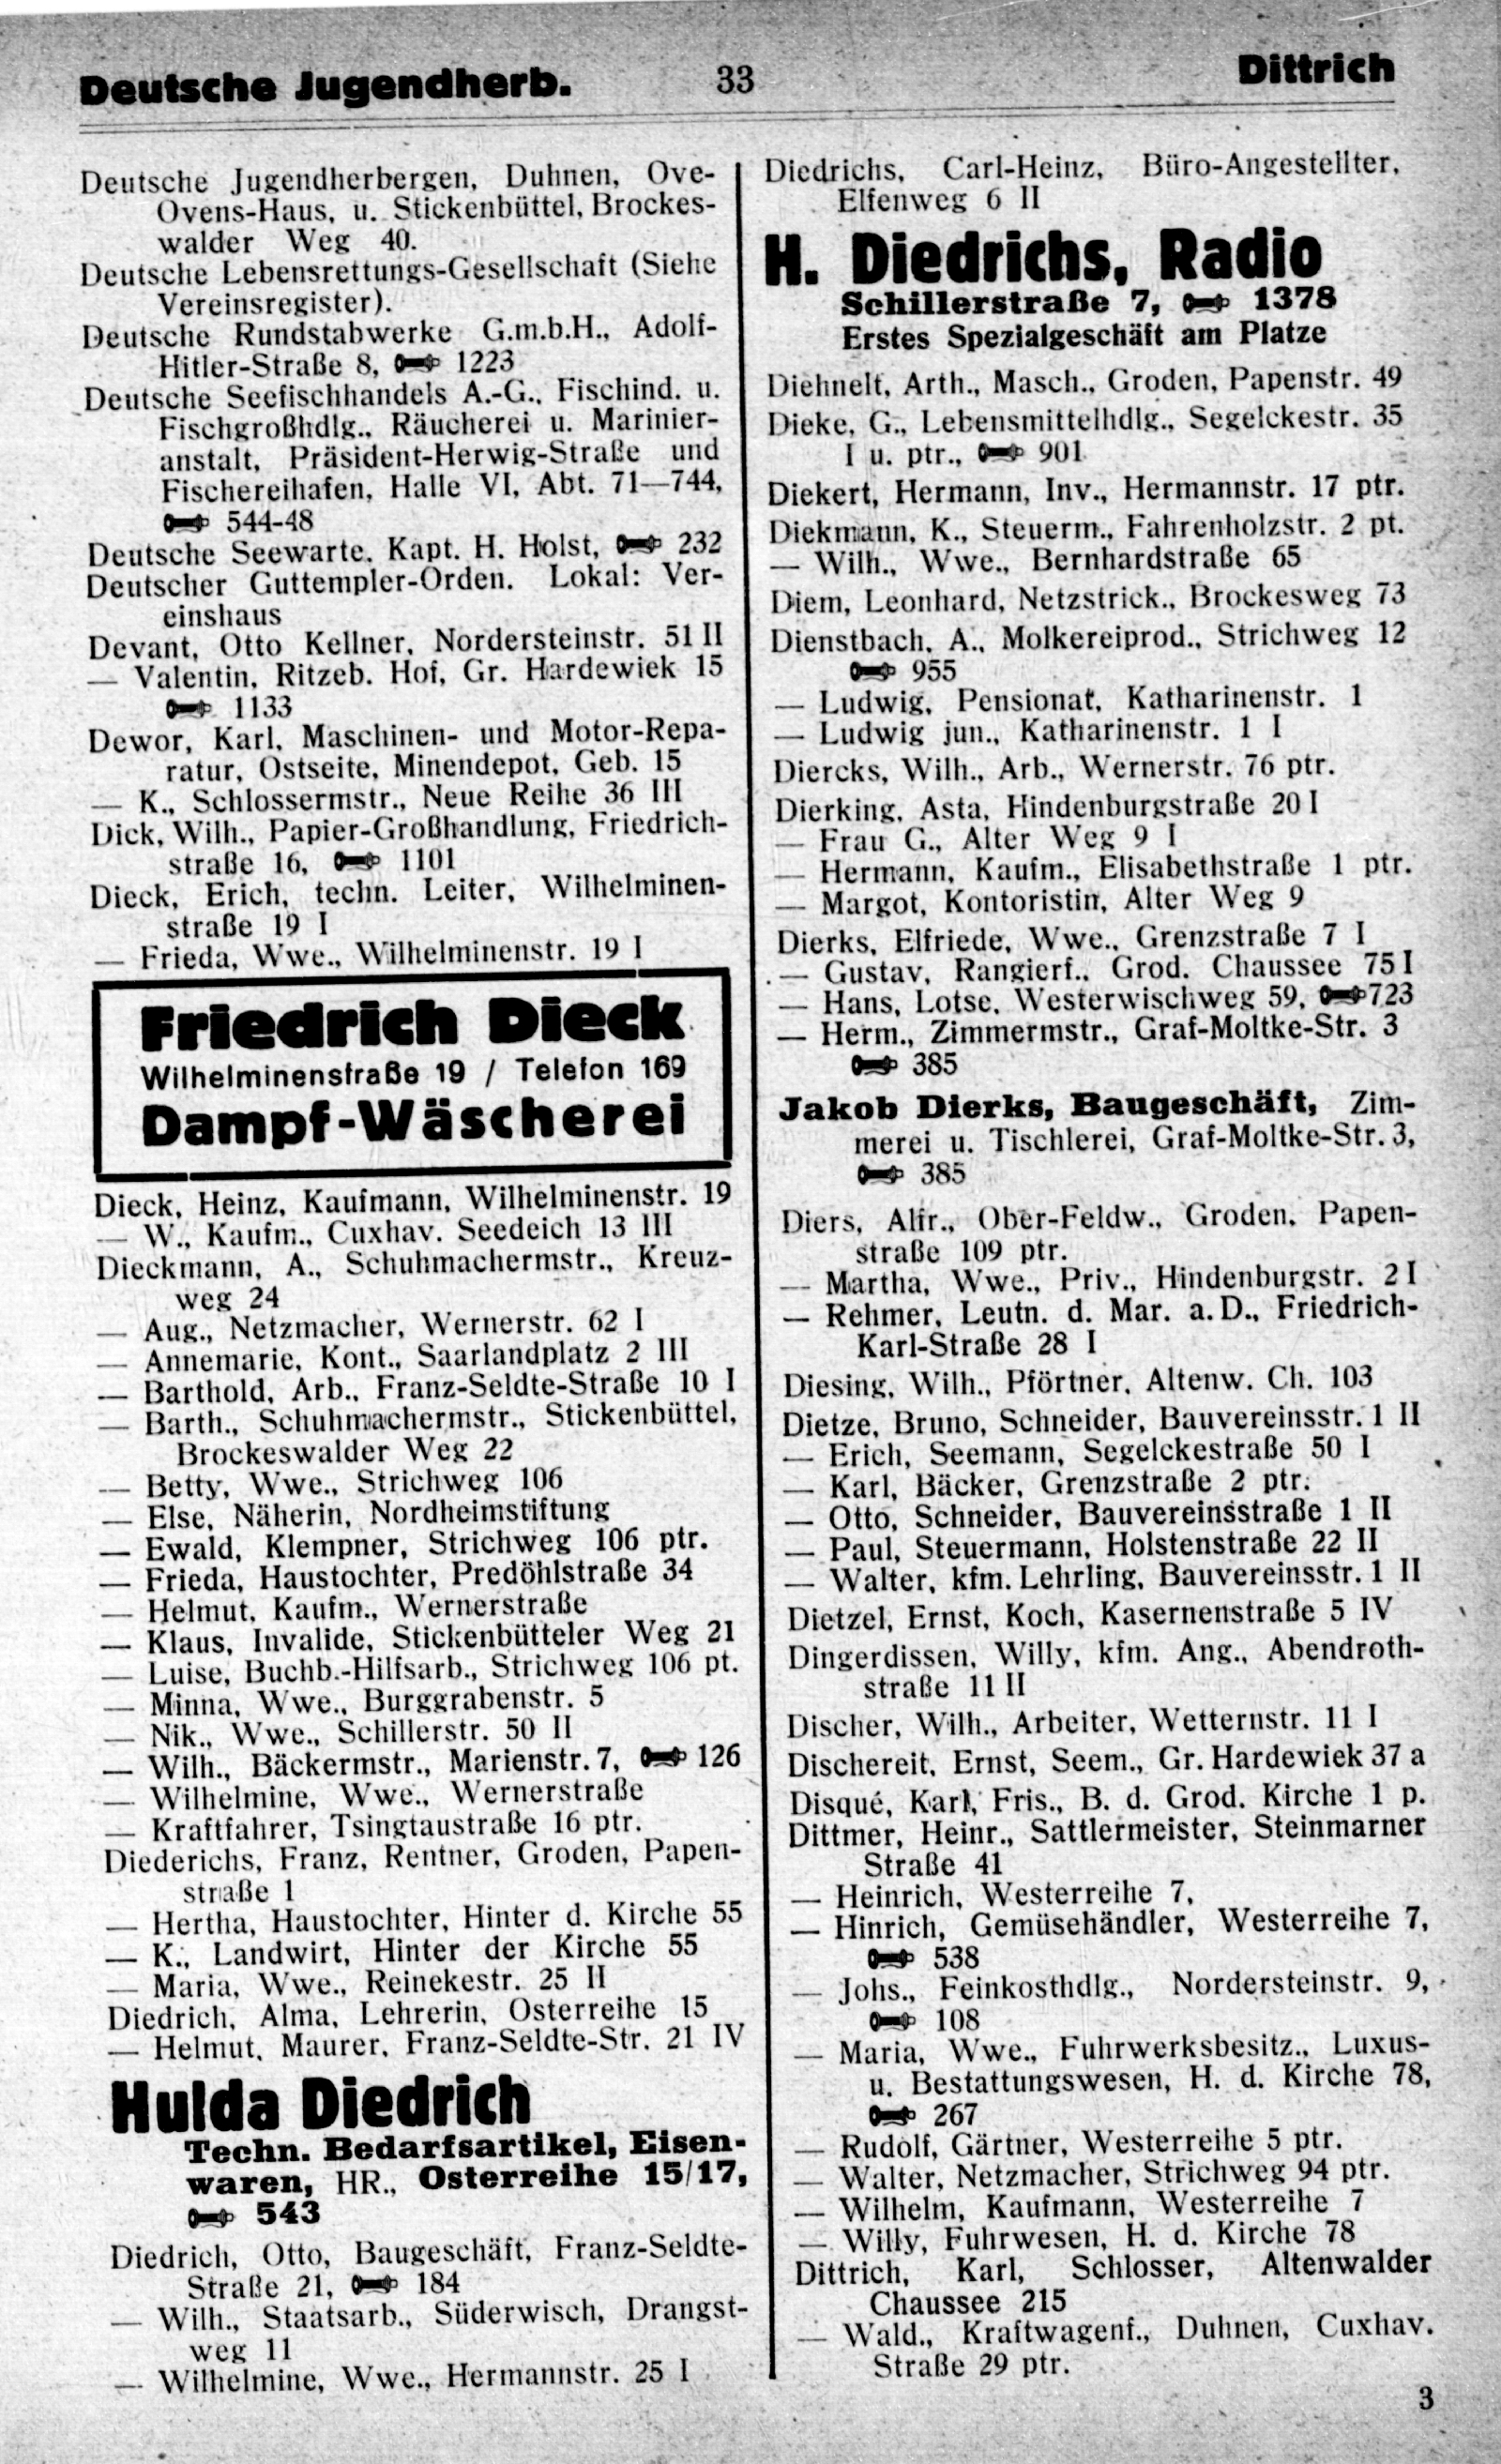 Deutsche Jugendherb.
33
Dittrich
Deutsche Jugendherbergen, Duhnen, Ove-
Ovens-Haus, u. Stickenbüttel, Brockes-
walder Weg 40.
Deutsche Lebensrettungs-Gesellschaft (Siehe
Vereinsregister).
Deutsche Rundstabwerke G.m.b.H., Adolf-
Hitler-Straße 8, 1223
Deutsche Seefischhandels A.-G., Fischind. u.
Fischgroßhdlg., Räucherei u. Marinier-
anstalt, Präsident-Herwig-Straße und
Fischereihafen, Halle VI, Abt. 71—744,
544-48
Deutsche Seewarte, Kapt. H. Holst, 232
Deutscher Guttempler-Orden. Lokal: Ver-
einshaus
Devant, Otto Kellner, Nordersteinstr. 51 II
— Valentin, Ritzeb. Hof, Gr. Hardewiek 15
1133
Dewor, Karl, Maschinen- und Motor-Repa-
ratur, Ostseite, Minendepot, Geb. 15
— K., Schlossermstr., Neue Reihe 36 III
Dick, Wilh., Papier-Großhandlung, Friedrich-
straße 16, 1101
Dieck, Erich, techn. Leiter, Wilhelminen-
straße 19 I
— Frieda, Wwe., Wilhelminenstr. 19 I
Friedrich Dieck
Wilhelminenstraße 19 / Telefon 169
Dampf-Wäscherei
Dieck, Heinz, Kaufmann, Wilhelminenstr. 19
— W., Kaufm., Cuxhav. Seedeich 13 III
Dieckmann, A., Schuhmachermstr., Kreuz-
weg 24
— Aug., Netzmacher, Wernerstr. 62 I
— Annemarie, Kont., Saarlandplatz 2 III
— Barthold, Arb., Franz-Seldte-Straße 10 I
— Barth., Schuhmachermstr., Stickenbüttel,
Brockeswalder Weg 22
— Betty, Wwe., Strichweg 106
— Else, Näherin, Nordheimstiftung
— Ewald, Klempner, Strichweg 106 ptr.
— Frieda, Haustochter, Predöhlstraße 34
— Helmut, Kaufm., Wernerstraße
— Klaus, Invalide, Stickenbütteler Weg 21
— Luise, Buchb.-Hilfsarb., Strichweg 106 pt.
— Minna, Wwe., Burggrabenstr. 5
— Nik., Wwe., Schillerstr. 50 II
— Wilh., Bäckermstr., Marienstr. 7, 126
— Wilhelmine, Wwe., Wernerstraße
— Kraftfahrer, Tsingtaustraße 16 ptr.
Diederichs, Franz, Rentner, Groden, Papen-
straße 1
— Hertha, Haustochter, Hinter d. Kirche 55
— K., Landwirt, Hinter der Kirche 55
— Maria, Wwe., Reinekestr. 25 II
Diedrich, Alma, Lehrerin, Osterreihe 15
— Helmut, Maurer, Franz-Seldte-Str. 21 IV
Hulda Diedrich
Techn. Bedarfsartikel, Eisen-
waren, HR., Osterreihe 15/17,
543
Diedrich, Otto, Baugeschäft, Franz-Seldte-
Straße 21, 184
— Wilh., Staatsarb., Süderwisch, Drangst-
weg 11
— Wilhelmine, Wwe., Hermannstr. 25 I
Diedrichs, Carl-Heinz, Büro-Angestellter,
Elfenweg 6 II
H. Diedrichs, Radio
Schillerstraße 7, 1378
Erstes Spezialgeschäft am Platze
Diehnelt, Arth., Masch., Groden, Papenstr. 49
Dieke, G., Lebensmittelhdlg., Segelckestr. 35
I u. ptr., 901
Diekert, Hermann, Inv., Hermannstr. 17 ptr.
Diekmann, K., Steuerm., Fahrenholzstr. 2 pt.
— Wilh., Wwe., Bernhardstraße 65
Diem, Leonhard, Netzstrick., Brockesweg 73
Dienstbach, A., Molkereiprod., Strichweg 12
955
— Ludwig, Pensionat, Katharinenstr. 1
— Ludwig jun., Katharinenstr. 1 I
Diercks, Wilh., Arb., Wernerstr. 76 ptr.
Dierking, Asta, Hindenburgstraße 20 I
— Frau G., Alter Weg 9 I
— Hermann, Kaufm., Elisabethstraße 1 ptr.
— Margot, Kontoristin, Alter Weg 9
Dierks, Elfriede, Wwe., Grenzstraße 7 I
— Gustav, Rangierf., Grod. Chaussee 75 I
— Hans, Lotse, Westerwischweg 59, 723
— Herm., Zimmermstr., Graf-Moltke-Str. 3
385
Jakob Dierks, Baugeschäft, Zim-
merei u. Tischlerei, Graf-Moltke-Str. 3,
385
Diers, Alfr., Ober-Feldw., Groden, Papen-
straße 109 ptr.
— Martha, Wwe., Priv., Hindenburgstr. 2 I
— Rehmer, Leutn. d. Mar. a. D., Friedrich-
Karl-Straße 28 I
Diesing, Wilh., Pförtner, Altenw. Ch. 103
Dietze, Bruno, Schneider, Bauvereinsstr. 1 II
— Erich, Seemann, Segelckestraße 50 I
— Karl, Bäcker, Grenzstraße 2 ptr.
— Otto, Schneider, Bauvereinsstraße 1 II
— Paul, Steuermann, Holstenstraße 22 II
— Walter, kfm. Lehrling, Bauvereinsstr. 1 II
Dietzel, Ernst, Koch, Kasernenstraße 5 IV
Dingerdissen, Willy, kfm. Ang., Abendroth-
straße 11 II
Discher, Wilh., Arbeiter, Wetternstr. 11 I
Dischereit, Ernst, Seem., Gr. Hardewiek 37 a
Disqué, Karl, Fris., B. d. Grod. Kirche 1 p.
Dittmer, Heinr., Sattlermeister, Steinmarner
Straße 41
— Heinrich, Westerreihe 7,
— Hinrich, Gemüsehändler, Westerreihe 7,
538
— Johs., Feinkosthdlg., Nordersteinstr. 9,
108
— Maria, Wwe., Fuhrwerksbesitz., Luxus-
u. Bestattungswesen, H. d. Kirche 78,
267
— Rudolf, Gärtner, Westerreihe 5 ptr.
— Walter, Netzmacher, Strichweg 94 ptr.
— Wilhelm, Kaufmann, Westerreihe 7
— Willy, Fuhrwesen, H. d. Kirche 78
Dittrich, Karl, Schlosser, Altenwalder
Chaussee 215
— Wald., Kraftwagenf., Duhnen, Cuxhav.
Straße 29 ptr.
3